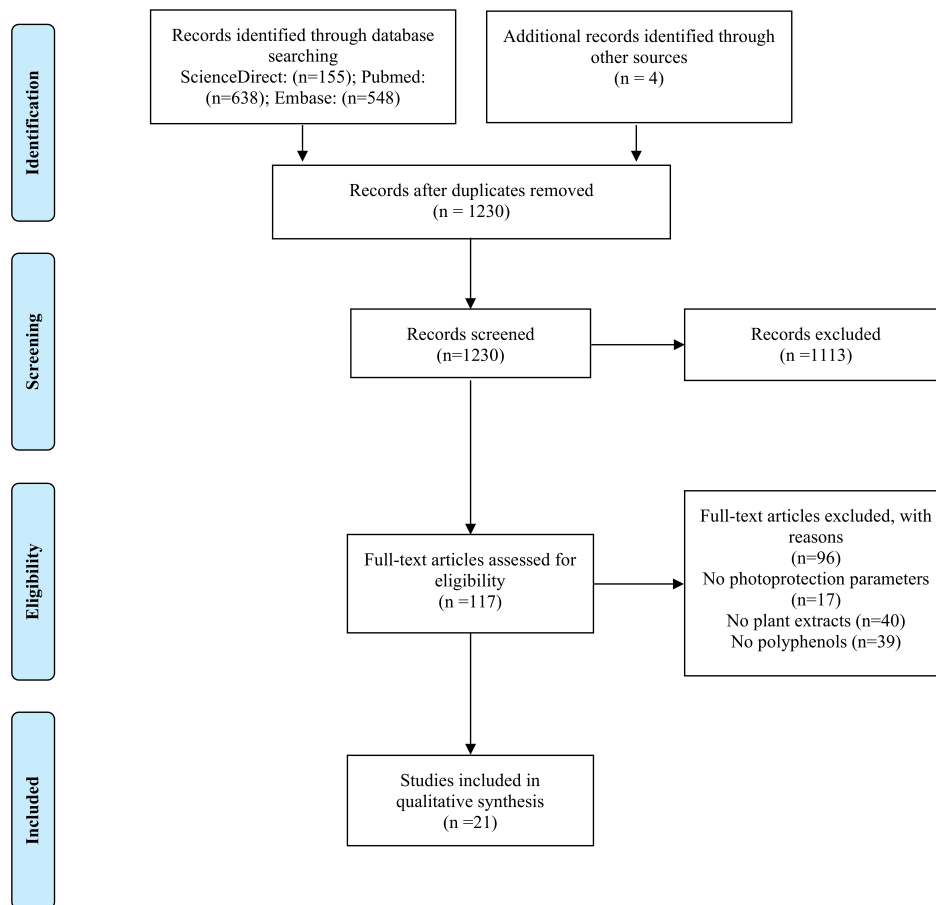 Identification
Records identified through database
searching
ScienceDirect: (n=155); Pubmed:
(n=638); Embase: (n=548)
Additional records identified through
other sources
(n = 4)
Records after duplicates removed
(n = 1230)
Screening
Records screened
(n=1230)
Records excluded
(n =1113)
Eligibility
Full-text articles assessed for
eligibility
(n =117)
Full-text articles excluded, with
reasons
(n=96)
No photoprotection parameters
(n=17)
No plant extracts (n=40)
No polyphenols (n=39)
Included
Studies included in
qualitative synthesis
(n =21)